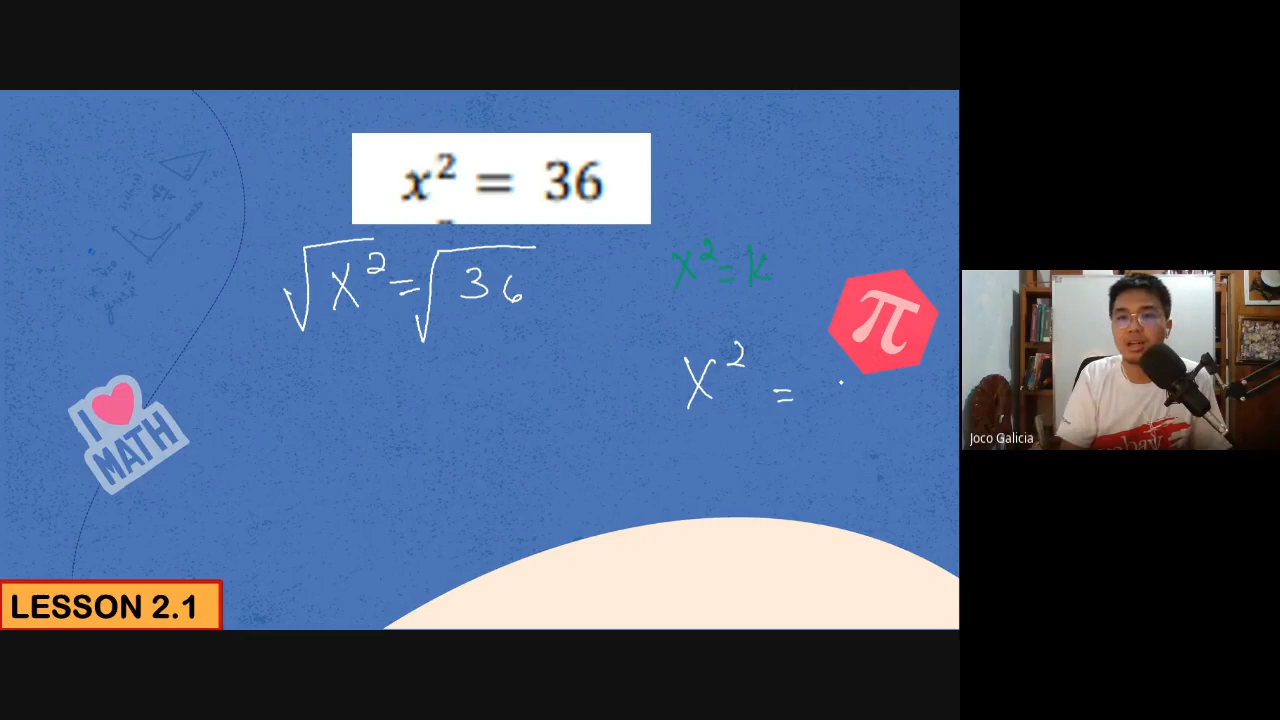 x² = 36
√x² = √36
x² = k
x² =
π
I
MATH
LESSON 2.1
Joco Galicia